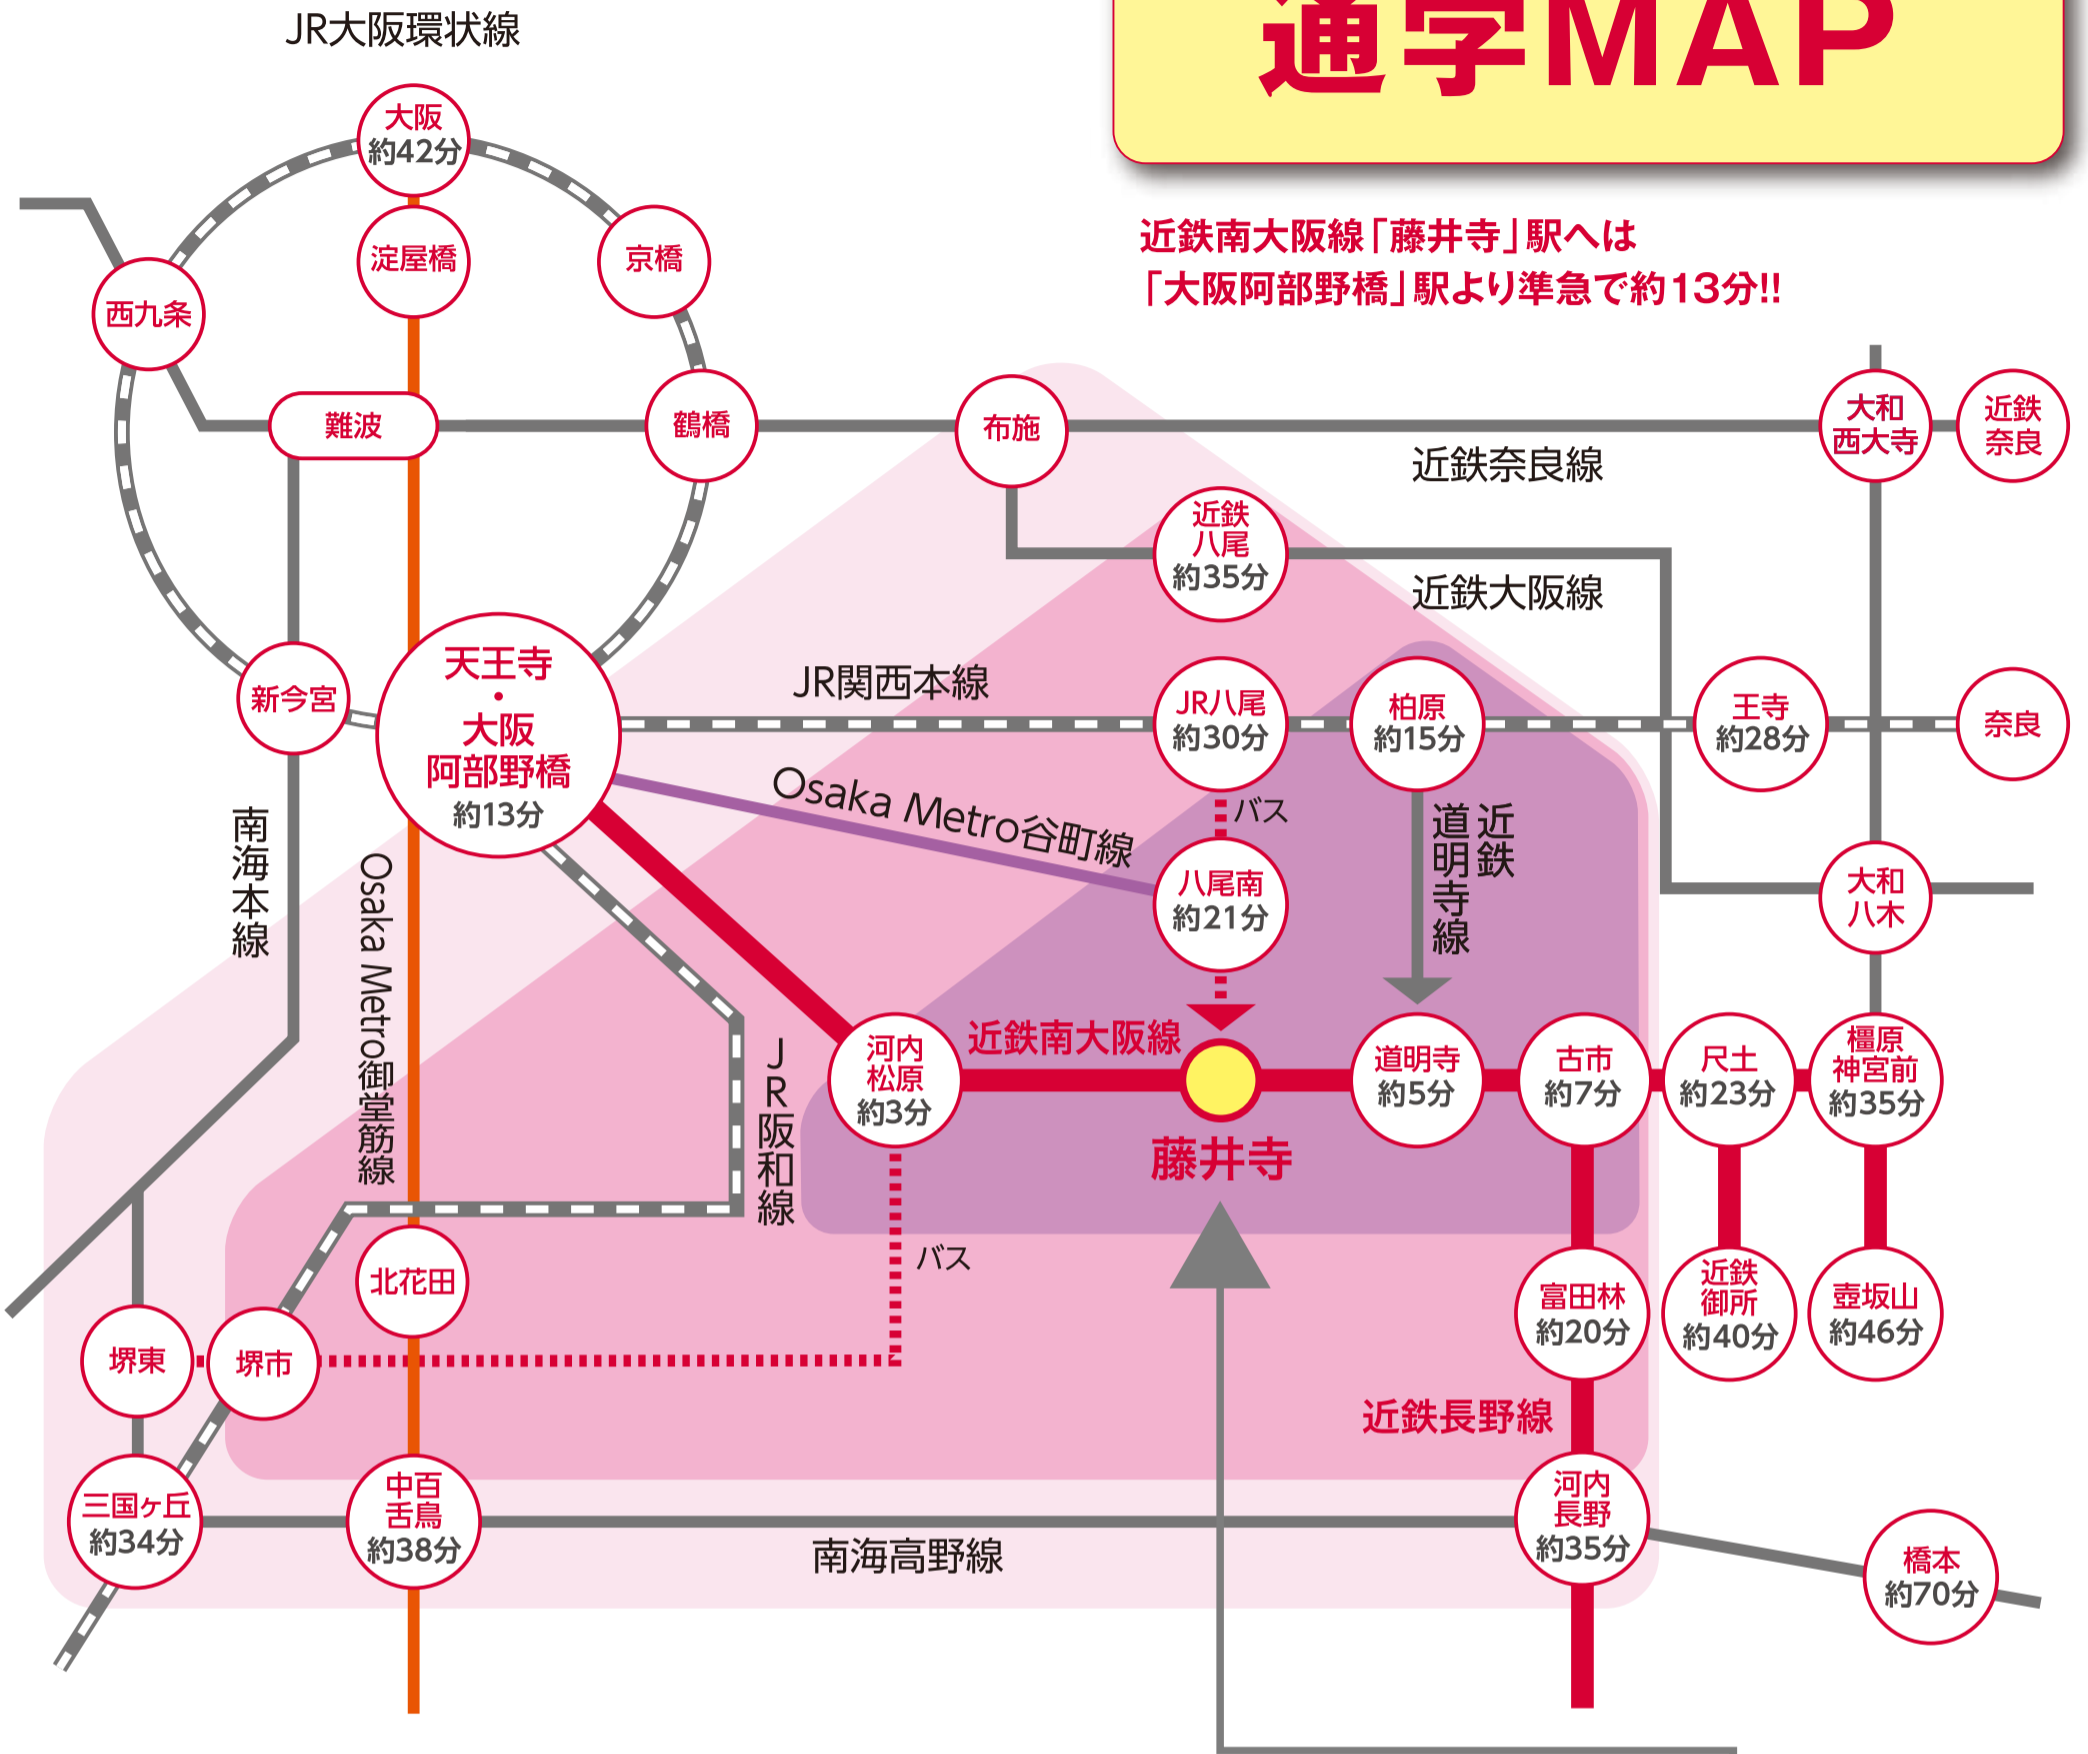 JR大阪環状線
通学MAP
大阪
約42分
淀屋橋
京橋
近鉄南大阪線「藤井寺」駅へは
「大阪阿部野橋」駅より準急で約13分!!
西九条
難波
鶴橋
布施
大和
西大寺
近鉄
奈良
近鉄奈良線
近鉄
八尾
約35分
近鉄大阪線
新今宮
天王寺
・
大阪
阿部野橋
約13分
JR関西本線
JR八尾
約30分
柏原
約15分
王寺
約28分
奈良
バス
Osaka Metro谷町線
近鉄
道明寺線
南海本線
Osaka Metro御堂筋線
八尾南
約21分
大和
八木
JR阪和線
河内
松原
約3分
近鉄南大阪線
藤井寺
道明寺
約5分
古市
約7分
尺土
約23分
橿原
神宮前
約35分
バス
北花田
富田林
約20分
近鉄
御所
約40分
壺坂山
約46分
堺東
堺市
近鉄長野線
三国ヶ丘
約34分
中百
舌鳥
約38分
南海高野線
河内
長野
約35分
橋本
約70分